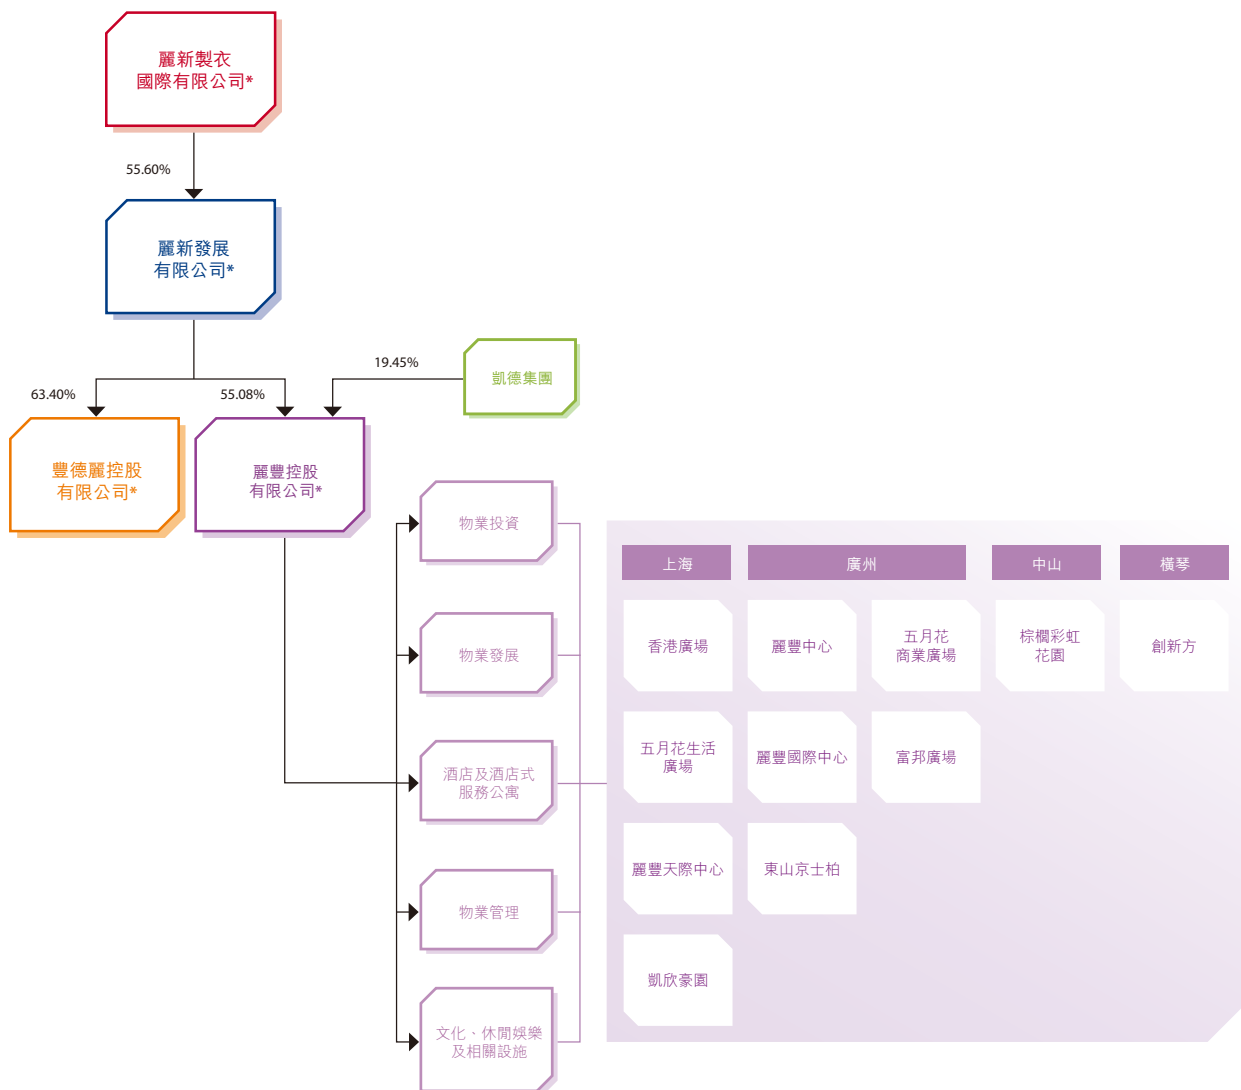 麗新製衣
國際有限公司*
55.60%
麗新發展
有限公司*
19.45%
凱德集團
63.40%
55.08%
豐德麗控股
有限公司*
麗豐控股
有限公司*
物業投資
物業發展
酒店及酒店式
服務公寓
物業管理
文化、休閒娛樂
及相關設施
上海
廣州
中山
橫琴
香港廣場
麗豐中心
五月花
商業廣場
棕櫚彩虹
花園
創新方
五月花生活
廣場
麗豐國際中心
富邦廣場
麗豐天際中心
東山京士柏
凱欣豪園